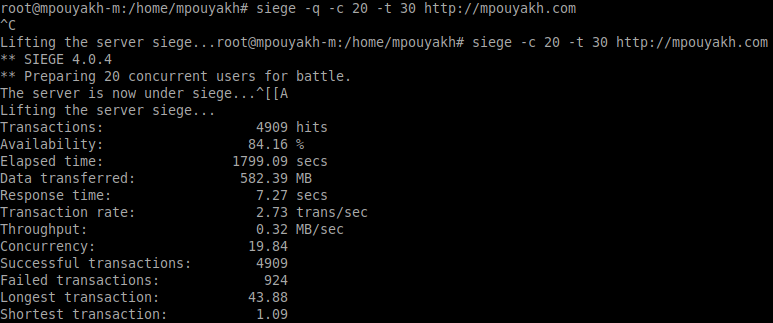 root@mpouyakh-m:/home/mpouyakh# siege -q -c 20 -t 30 http://mpouyakh.com
^C
Lifting the server siege...root@mpouyakh-m:/home/mpouyakh# siege -c 20 -t 30 http://mpouyakh.com
** SIEGE 4.0.4
** Preparing 20 concurrent users for battle.
The server is now under siege...^[[A
Lifting the server siege...
Transactions: 4909 hits
Availability: 84.16 %
Elapsed time: 1799.09 secs
Data transferred: 582.39 MB
Response time: 7.27 secs
Transaction rate: 2.73 trans/sec
Throughput: 0.32 MB/sec
Concurrency: 19.84
Successful transactions: 4909
Failed transactions: 924
Longest transaction: 43.88
Shortest transaction: 1.09